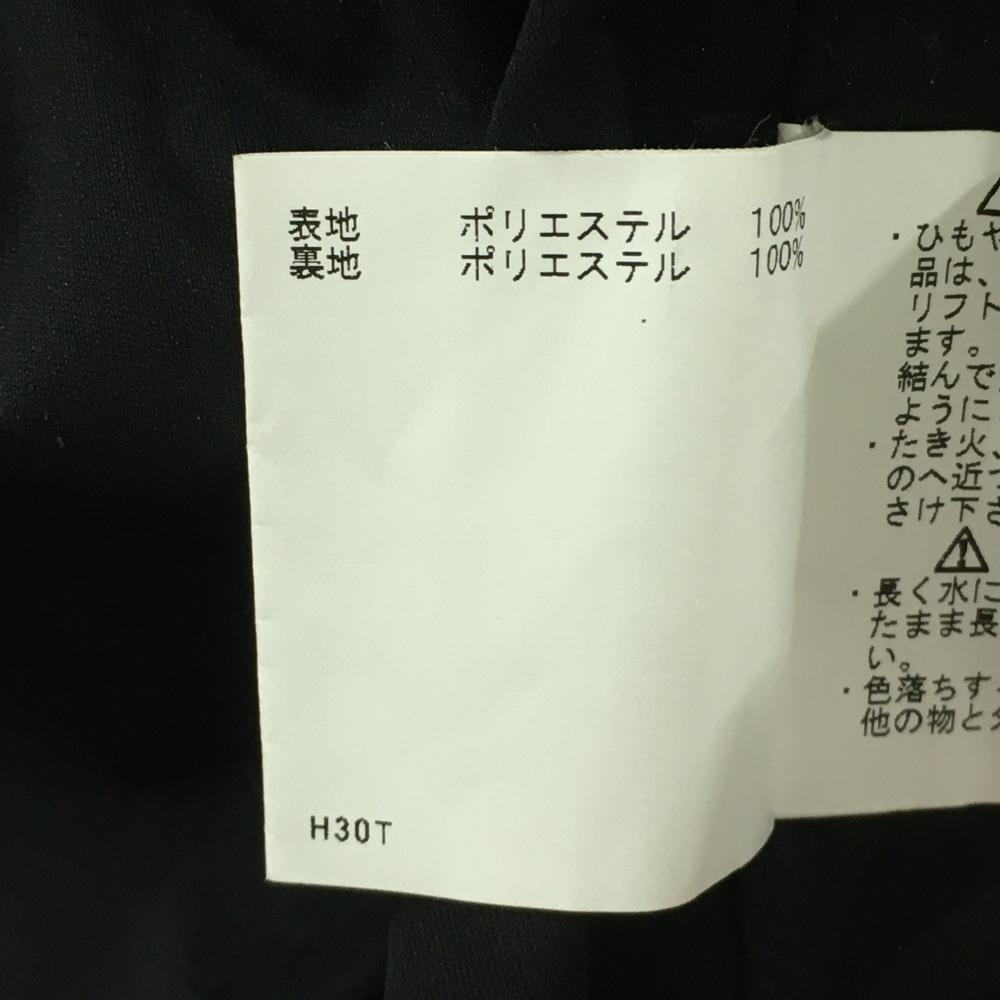 表地 ポリエステル 100%
裏地 ポリエステル 100%
H30T
・ひもや
品は、
リフト
ます。
結んで
ように
・たき火、
のへ近づ
さけ下さ
・長く水に
たまま長
い。
・色落ちす
他の物と